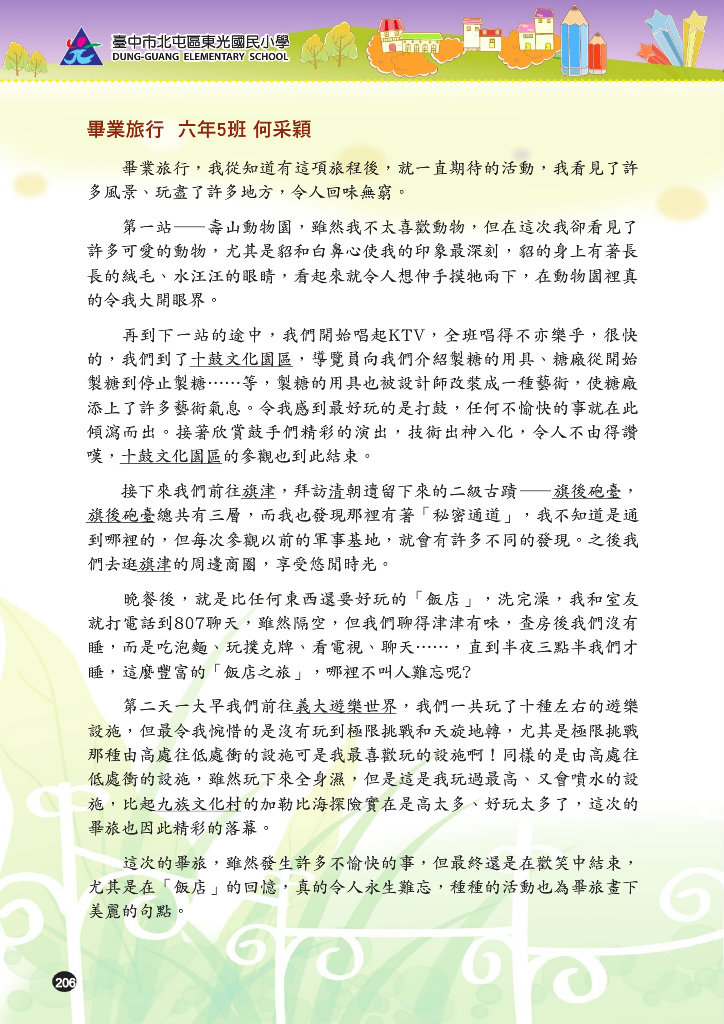 臺中市北屯區東光國民小學
DUNG-GUANG ELEMENTARY SCHOOL
畢業旅行 六年5班 何采穎
畢業旅行，我從知道有這項旅程後，就一直期待的活動，我看見了許
多風景、玩盡了許多地方，令人回味無窮。
第一站——壽山動物園，雖然我不太喜歡動物，但在這次我卻看見了
許多可愛的動物，尤其是貂和白鼻心使我的印象最深刻，貂的身上有著長
長的絨毛、水汪汪的眼睛，看起來就令人想伸手摸牠兩下，在動物園裡真
的令我大開眼界。
再到下一站的途中，我們開始唱起KTV，全班唱得不亦樂乎，很快
的，我們到了十鼓文化園區，導覽員向我們介紹製糖的用具、糖廠從開始
製糖到停止製糖……等，製糖的用具也被設計師改裝成一種藝術，使糖廠
添上了許多藝術氣息。令我感到最好玩的是打鼓，任何不愉快的事就在此
傾瀉而出。接著欣賞鼓手們精彩的演出，技術出神入化，令人不由得讚
嘆，十鼓文化園區的參觀也到此結束。
接下來我們前往旗津，拜訪清朝遺留下來的二級古蹟——旗後砲臺，
旗後砲臺總共有三層，而我也發現那裡有著「秘密通道」，我不知道是通
到哪裡的，但每次參觀以前的軍事基地，就會有許多不同的發現。之後我
們去逛旗津的周邊商圈，享受悠閒時光。
晚餐後，就是比任何東西還要好玩的「飯店」，洗完澡，我和室友
就打電話到807聊天，雖然隔空，但我們聊得津津有味，查房後我們沒有
睡，而是吃泡麵、玩撲克牌、看電視、聊天……，直到半夜三點半我們才
睡，這麼豐富的「飯店之旅」，哪裡不叫人難忘呢?
第二天一大早我們前往義大遊樂世界，我們一共玩了十種左右的遊樂
設施，但最令我惋惜的是沒有玩到極限挑戰和天旋地轉，尤其是極限挑戰
那種由高處往低處衝的設施可是我最喜歡玩的設施啊！同樣的是由高處往
低處衝的設施，雖然玩下來全身濕，但是這是我玩過最高、又會噴水的設
施，比起九族文化村的加勒比海探險實在是高太多、好玩太多了，這次的
畢旅也因此精彩的落幕。
這次的畢旅，雖然發生許多不愉快的事，但最終還是在歡笑中結束，
尤其是在「飯店」的回憶，真的令人永生難忘，種種的活動也為畢旅畫下
美麗的句點。
206